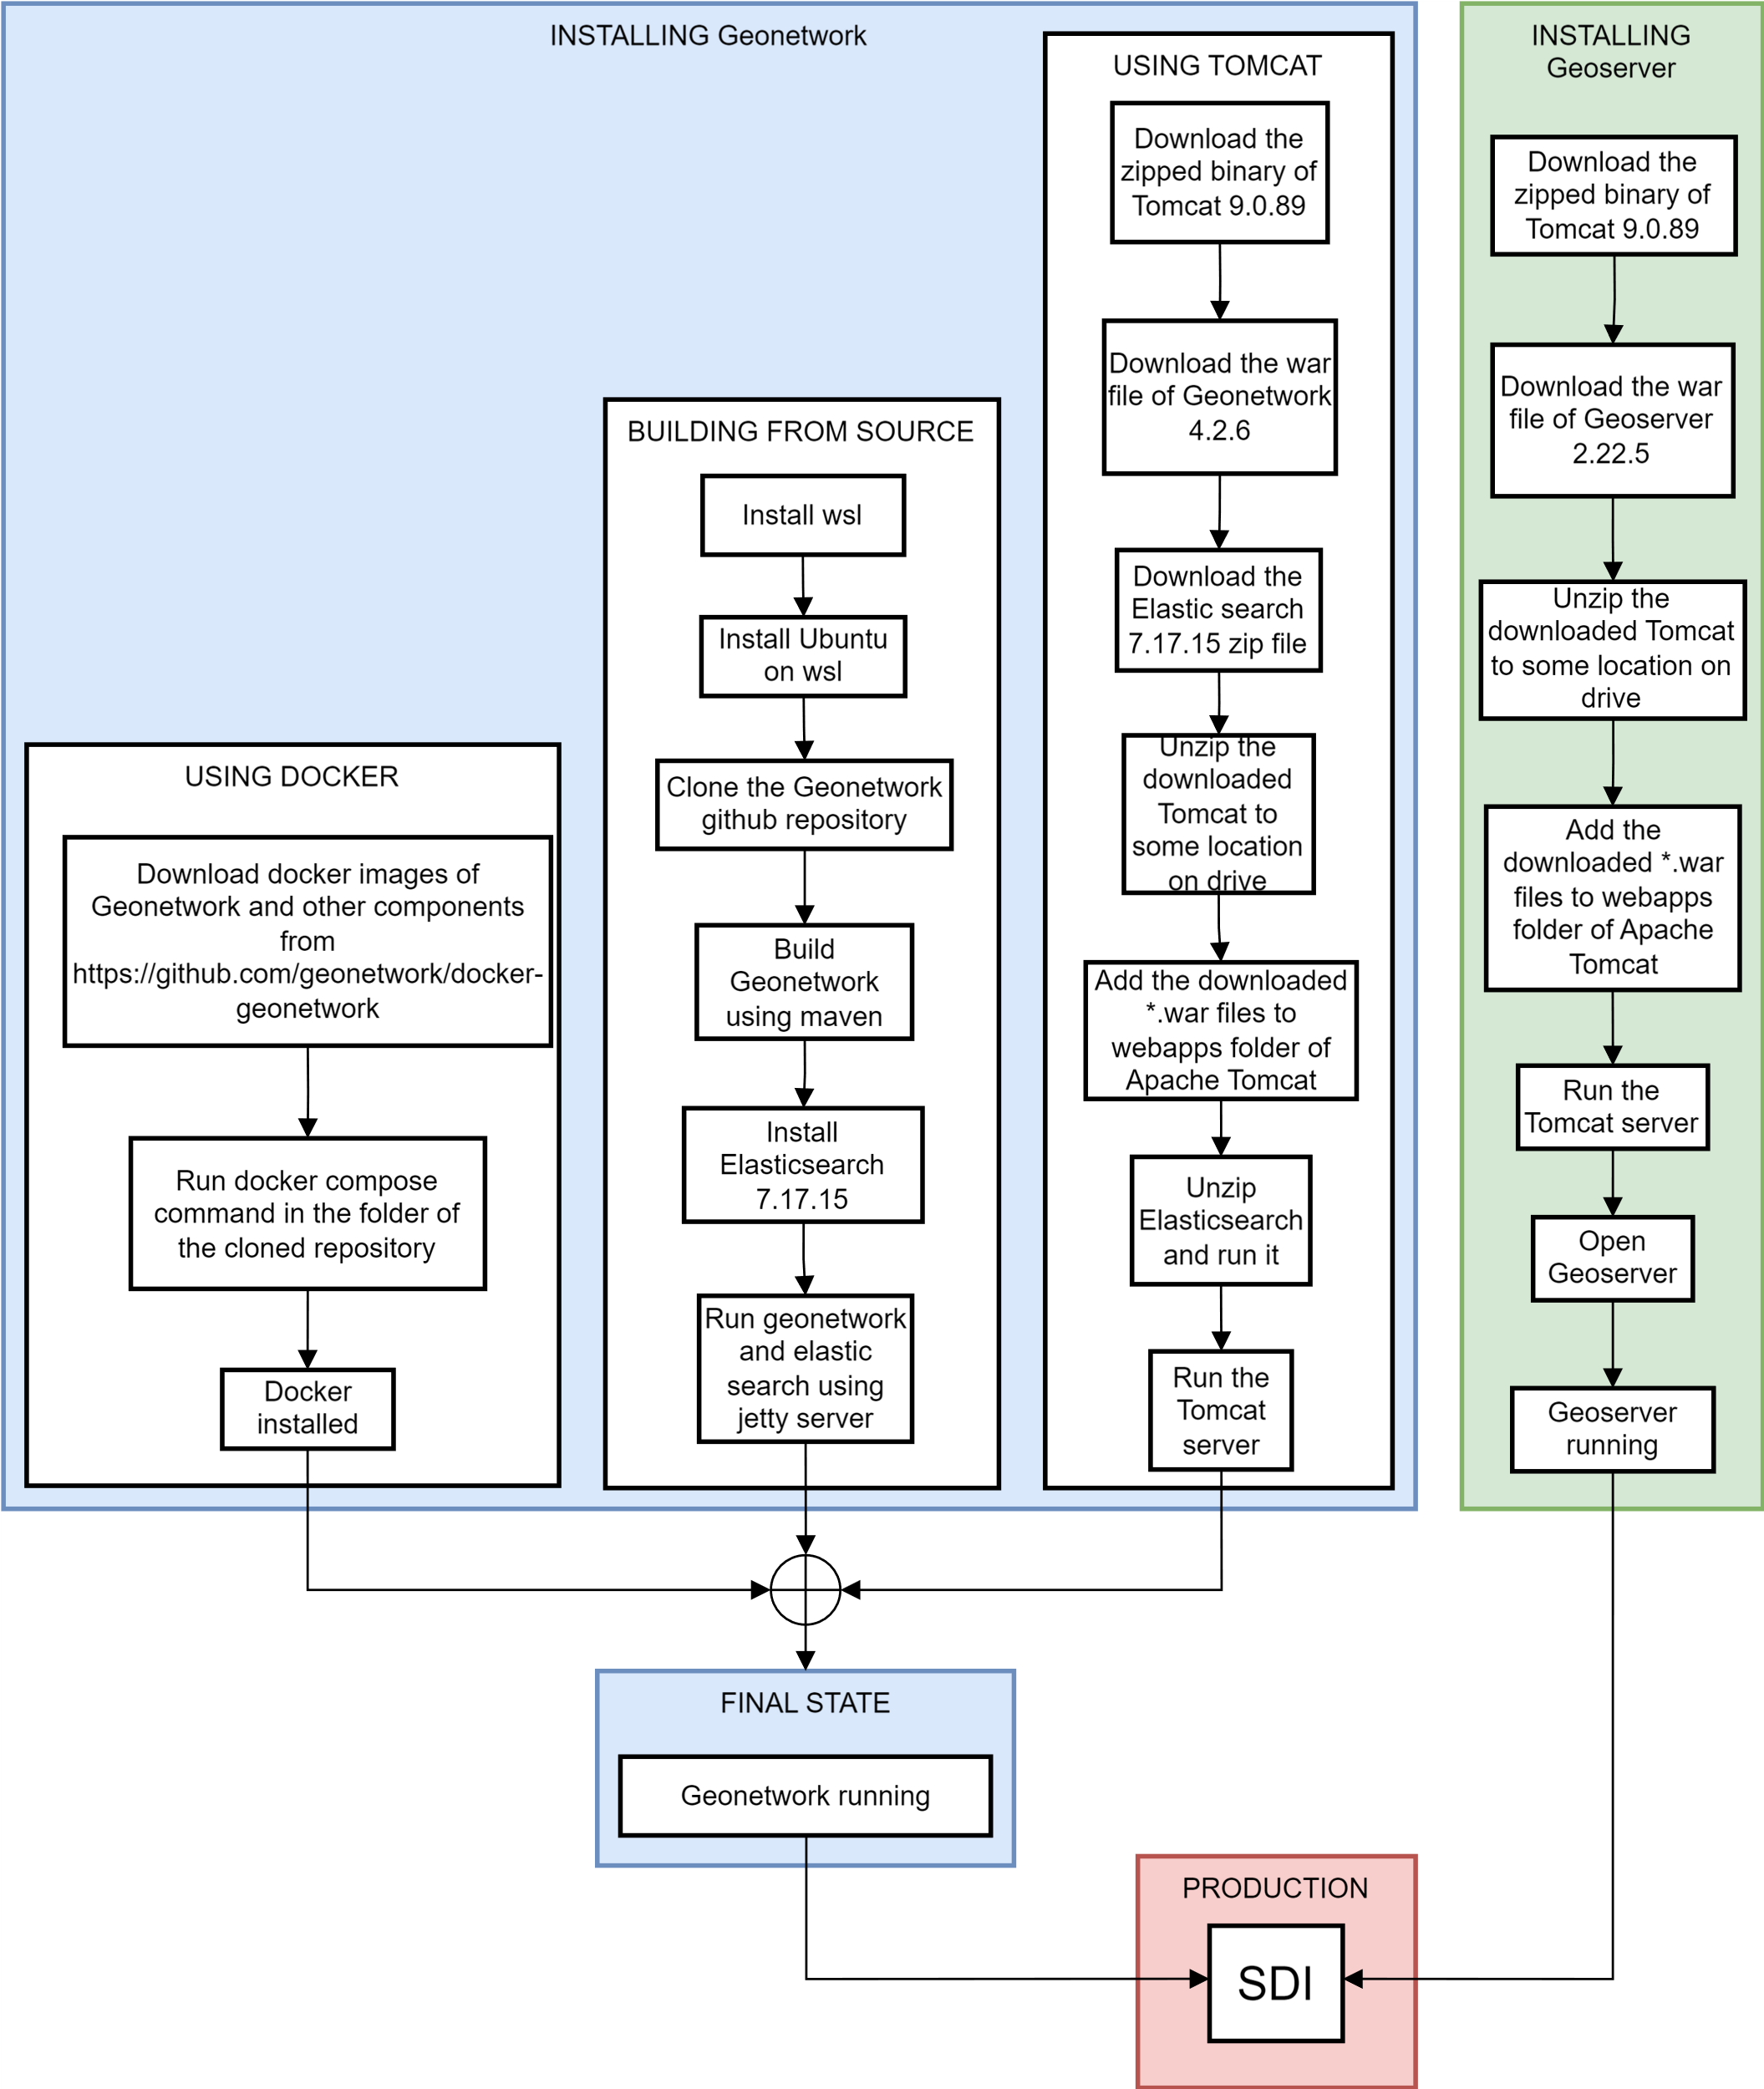 INSTALLING Geonetwork
USING DOCKER
Download docker images of
Geonetwork and other components
from
https://github.com/geonetwork/docker-
geonetwork
Run docker compose
command in the folder of
the cloned repository
Docker
installed
BUILDING FROM SOURCE
Install wsl
Install Ubuntu
on wsl
Clone the Geonetwork
github repository
Build
Geonetwork
using maven
Install
Elasticsearch
7.17.15
Run geonetwork
and elastic
search using
jetty server
USING TOMCAT
Download the
zipped binary of
Tomcat 9.0.89
Download the war
file of Geonetwork
4.2.6
Download the
Elastic search
7.17.15 zip file
Unzip the
downloaded
Tomcat to
some location
on drive
Add the downloaded
*.war files to
webapps folder of
Apache Tomcat
Unzip
Elasticsearch
and run it
Run the
Tomcat
server
INSTALLING
Geoserver
Download the
zipped binary of
Tomcat 9.0.89
Download the war
file of Geoserver
2.22.5
Unzip the
downloaded Tomcat
to some location on
drive
Add the
downloaded *.war
files to webapps
folder of Apache
Tomcat
Run the
Tomcat server
Open
Geoserver
Geoserver
running
FINAL STATE
Geonetwork running
PRODUCTION
SDI